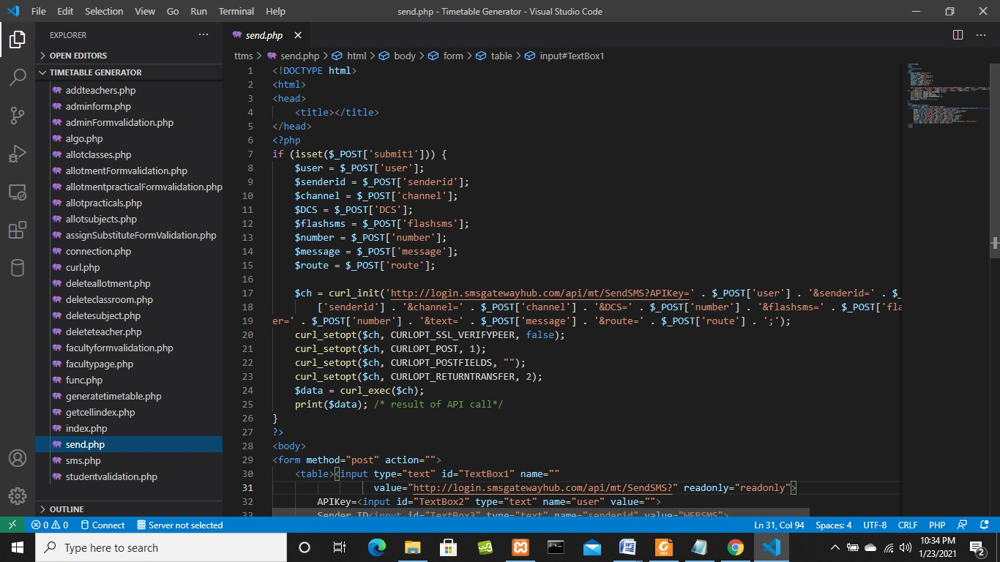 File Edit Selection View Go Run Terminal Help
send.php - Timetable Generator - Visual Studio Code
EXPLORER
OPEN EDITORS
TIMETABLE GENERATOR
addteachers.php
adminform.php
adminFormvalidation.php
algo.php
allotclasses.php
allotmentFormvalidation.php
allotmentpracticalFormvalidation.php
allotpracticals.php
allotsubjects.php
assignSubstituteFormValidation.php
connection.php
curl.php
deleteallotment.php
deleteclassroom.php
deletesubject.php
deleteteacher.php
facultyformvalidation.php
facultypage.php
func.php
generatetimetable.php
getcellindex.php
index.php
send.php
sms.php
studentvalidation.php
OUTLINE
send.php
ttms > send.php > html > body > form > table > input#TextBox1
1 <!DOCTYPE html>
2 <html>
3 <head>
4 <title></title>
5 </head>
6 <?php
7 if (isset($_POST['submit1'])) {
8 $user = $_POST['user'];
9 $senderid = $_POST['senderid'];
10 $channel = $_POST['channel'];
11 $DCS = $_POST['DCS'];
12 $flashsms = $_POST['flashsms'];
13 $number = $_POST['number'];
14 $message = $_POST['message'];
15 $route = $_POST['route'];
16
17 $ch = curl_init('http://login.smsgatewayhub.com/api/mt/SendSMS?APIKey=' . $_POST['user'] . '&senderid=' . $_
18 ['senderid'] . '&channel=' . $_POST['channel'] . '&DCS=' . $_POST['number'] . '&flashsms=' . $_POST['fla
19 er=' . $_POST['number'] . '&text=' . $_POST['message'] . '&route=' . $_POST['route'] . ';');
20 curl_setopt($ch, CURLOPT_SSL_VERIFYPEER, false);
21 curl_setopt($ch, CURLOPT_POST, 1);
22 curl_setopt($ch, CURLOPT_POSTFIELDS, "");
23 curl_setopt($ch, CURLOPT_RETURNTRANSFER, 2);
24 $data = curl_exec($ch);
25 print($data); /* result of API call*/
26 }
27 ?>
28 <body>
29 <form method="post" action="">
30 <table><input type="text" id="TextBox1" name=""
31 value="http://login.smsgatewayhub.com/api/mt/SendSMS?" readonly="readonly">
32 APIKey=<input id="TextBox2" type="text" name="user" value="">
33 Sender ID<input id="TextBox3" type="text" name="senderid" value="WEBSMS">
0 0 Connect Server not selected
Ln 31, Col 94 Spaces: 4 UTF-8 CRLF PHP
Type here to search
10:34 PM
1/23/2021
2